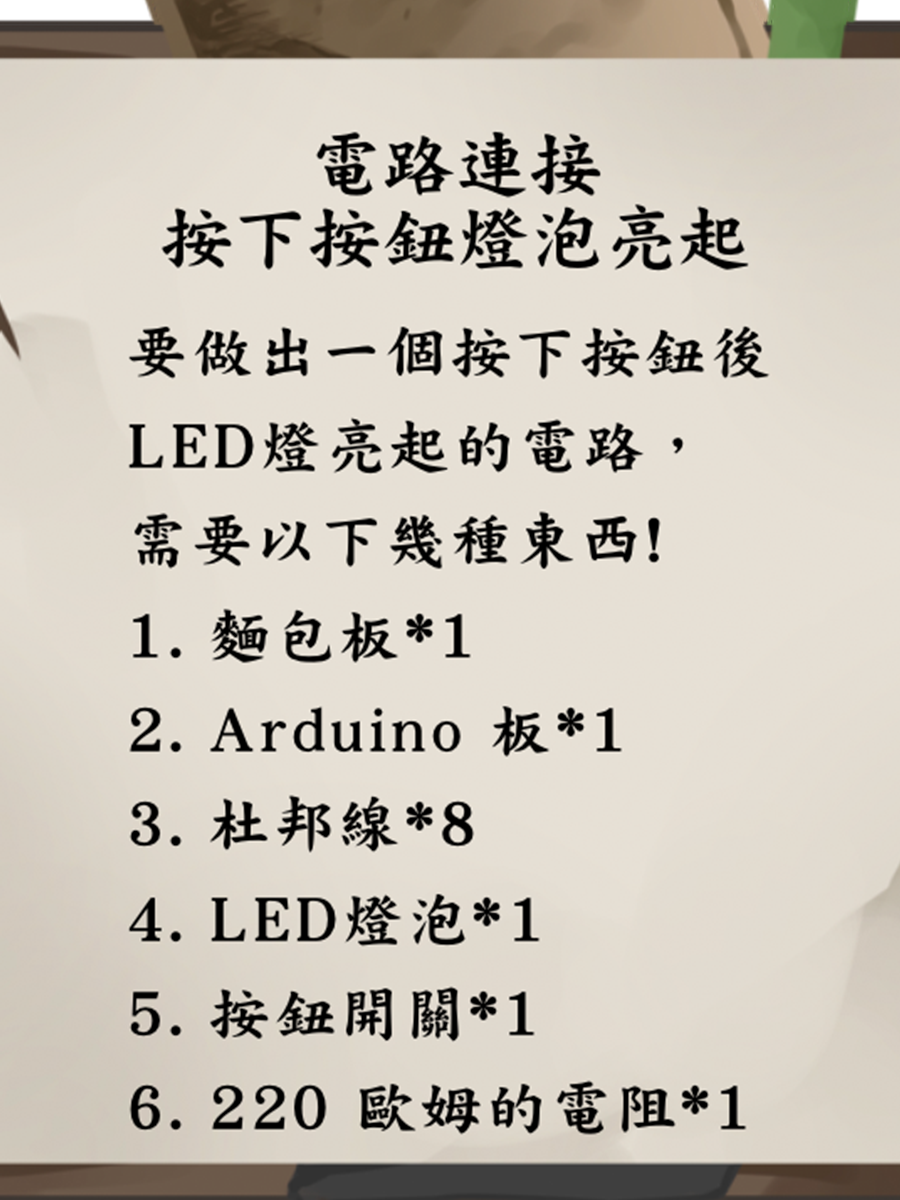 電路連接
按下按鈕燈泡亮起
要做出一個按下按鈕後
LED燈亮起的電路，
需要以下幾種東西!
1. 麵包板*1
2. Arduino 板*1
3. 杜邦線*8
4. LED燈泡*1
5. 按鈕開關*1
6. 220 歐姆的電阻*1